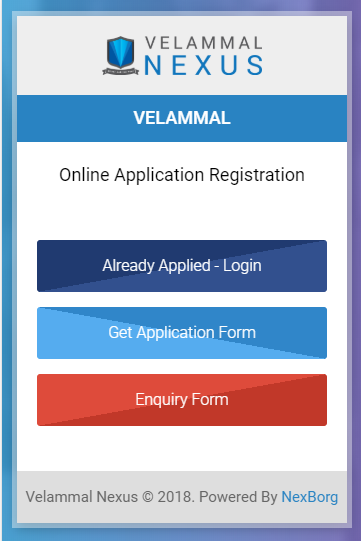 VELAMMAL
NEXUS
VELAMMAL
Online Application Registration
Already Applied - Login
Get Application Form
Enquiry Form
Velammal Nexus © 2018. Powered By NexBorg